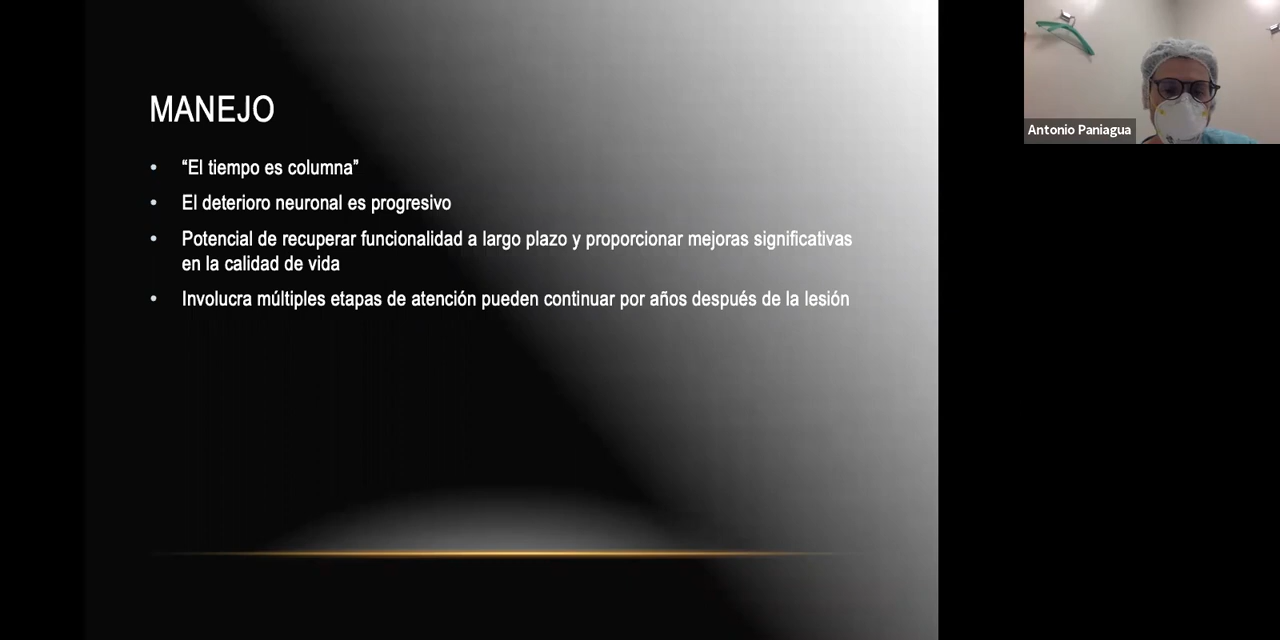 MANEJO
• “El tiempo es columna”
• El deterioro neuronal es progresivo
• Potencial de recuperar funcionalidad a largo plazo y proporcionar mejoras significativas
en la calidad de vida
• Involucra múltiples etapas de atención pueden continuar por años después de la lesión
Antonio Paniagua